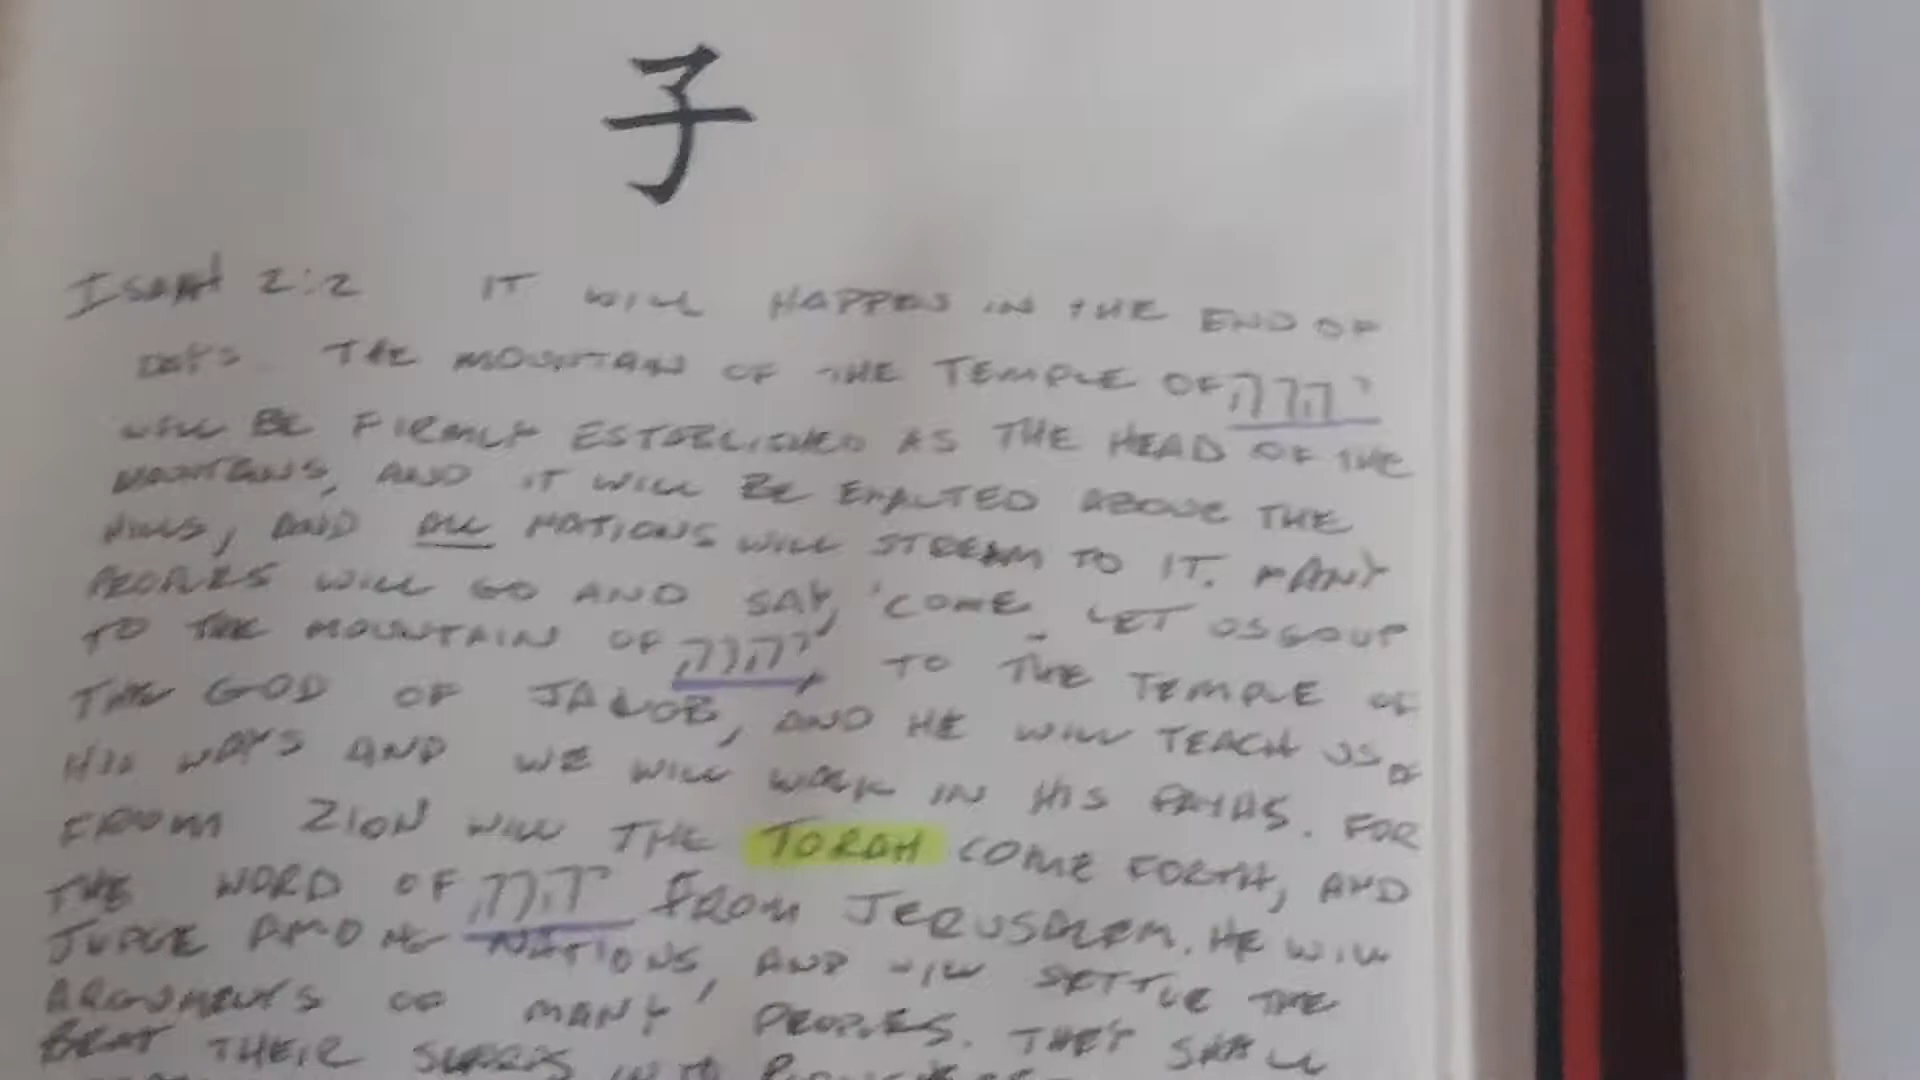 子
Isaiah 2:2 IT WILL HAPPEN IN THE END OF
DAYS. THE MOUNTAIN OF THE TEMPLE OF יהוה
WILL BE FIRMLY ESTABLISHED AS THE HEAD OF THE
MOUNTAINS, AND IT WILL BE EXALTED ABOVE THE
HILLS, AND ALL NATIONS WILL STREAM TO IT. MANY
PEOPLES WILL GO AND SAY, 'COME LET US GO UP
TO THE MOUNTAIN OF יהוה, TO THE TEMPLE OF
THE GOD OF JACOB, AND HE WILL TEACH US OF
HIS WAYS AND WE WILL WALK IN HIS PATHS. FOR
FROM ZION WILL THE TORAH COME FORTH, AND
THE WORD OF יהוה FROM JERUSALEM. HE WILL
JUDGE AMONG NATIONS, AND WILL SETTLE THE
ARGUMENTS OF MANY PEOPLES. THEY SHALL
BEAT THEIR SWORDS INTO